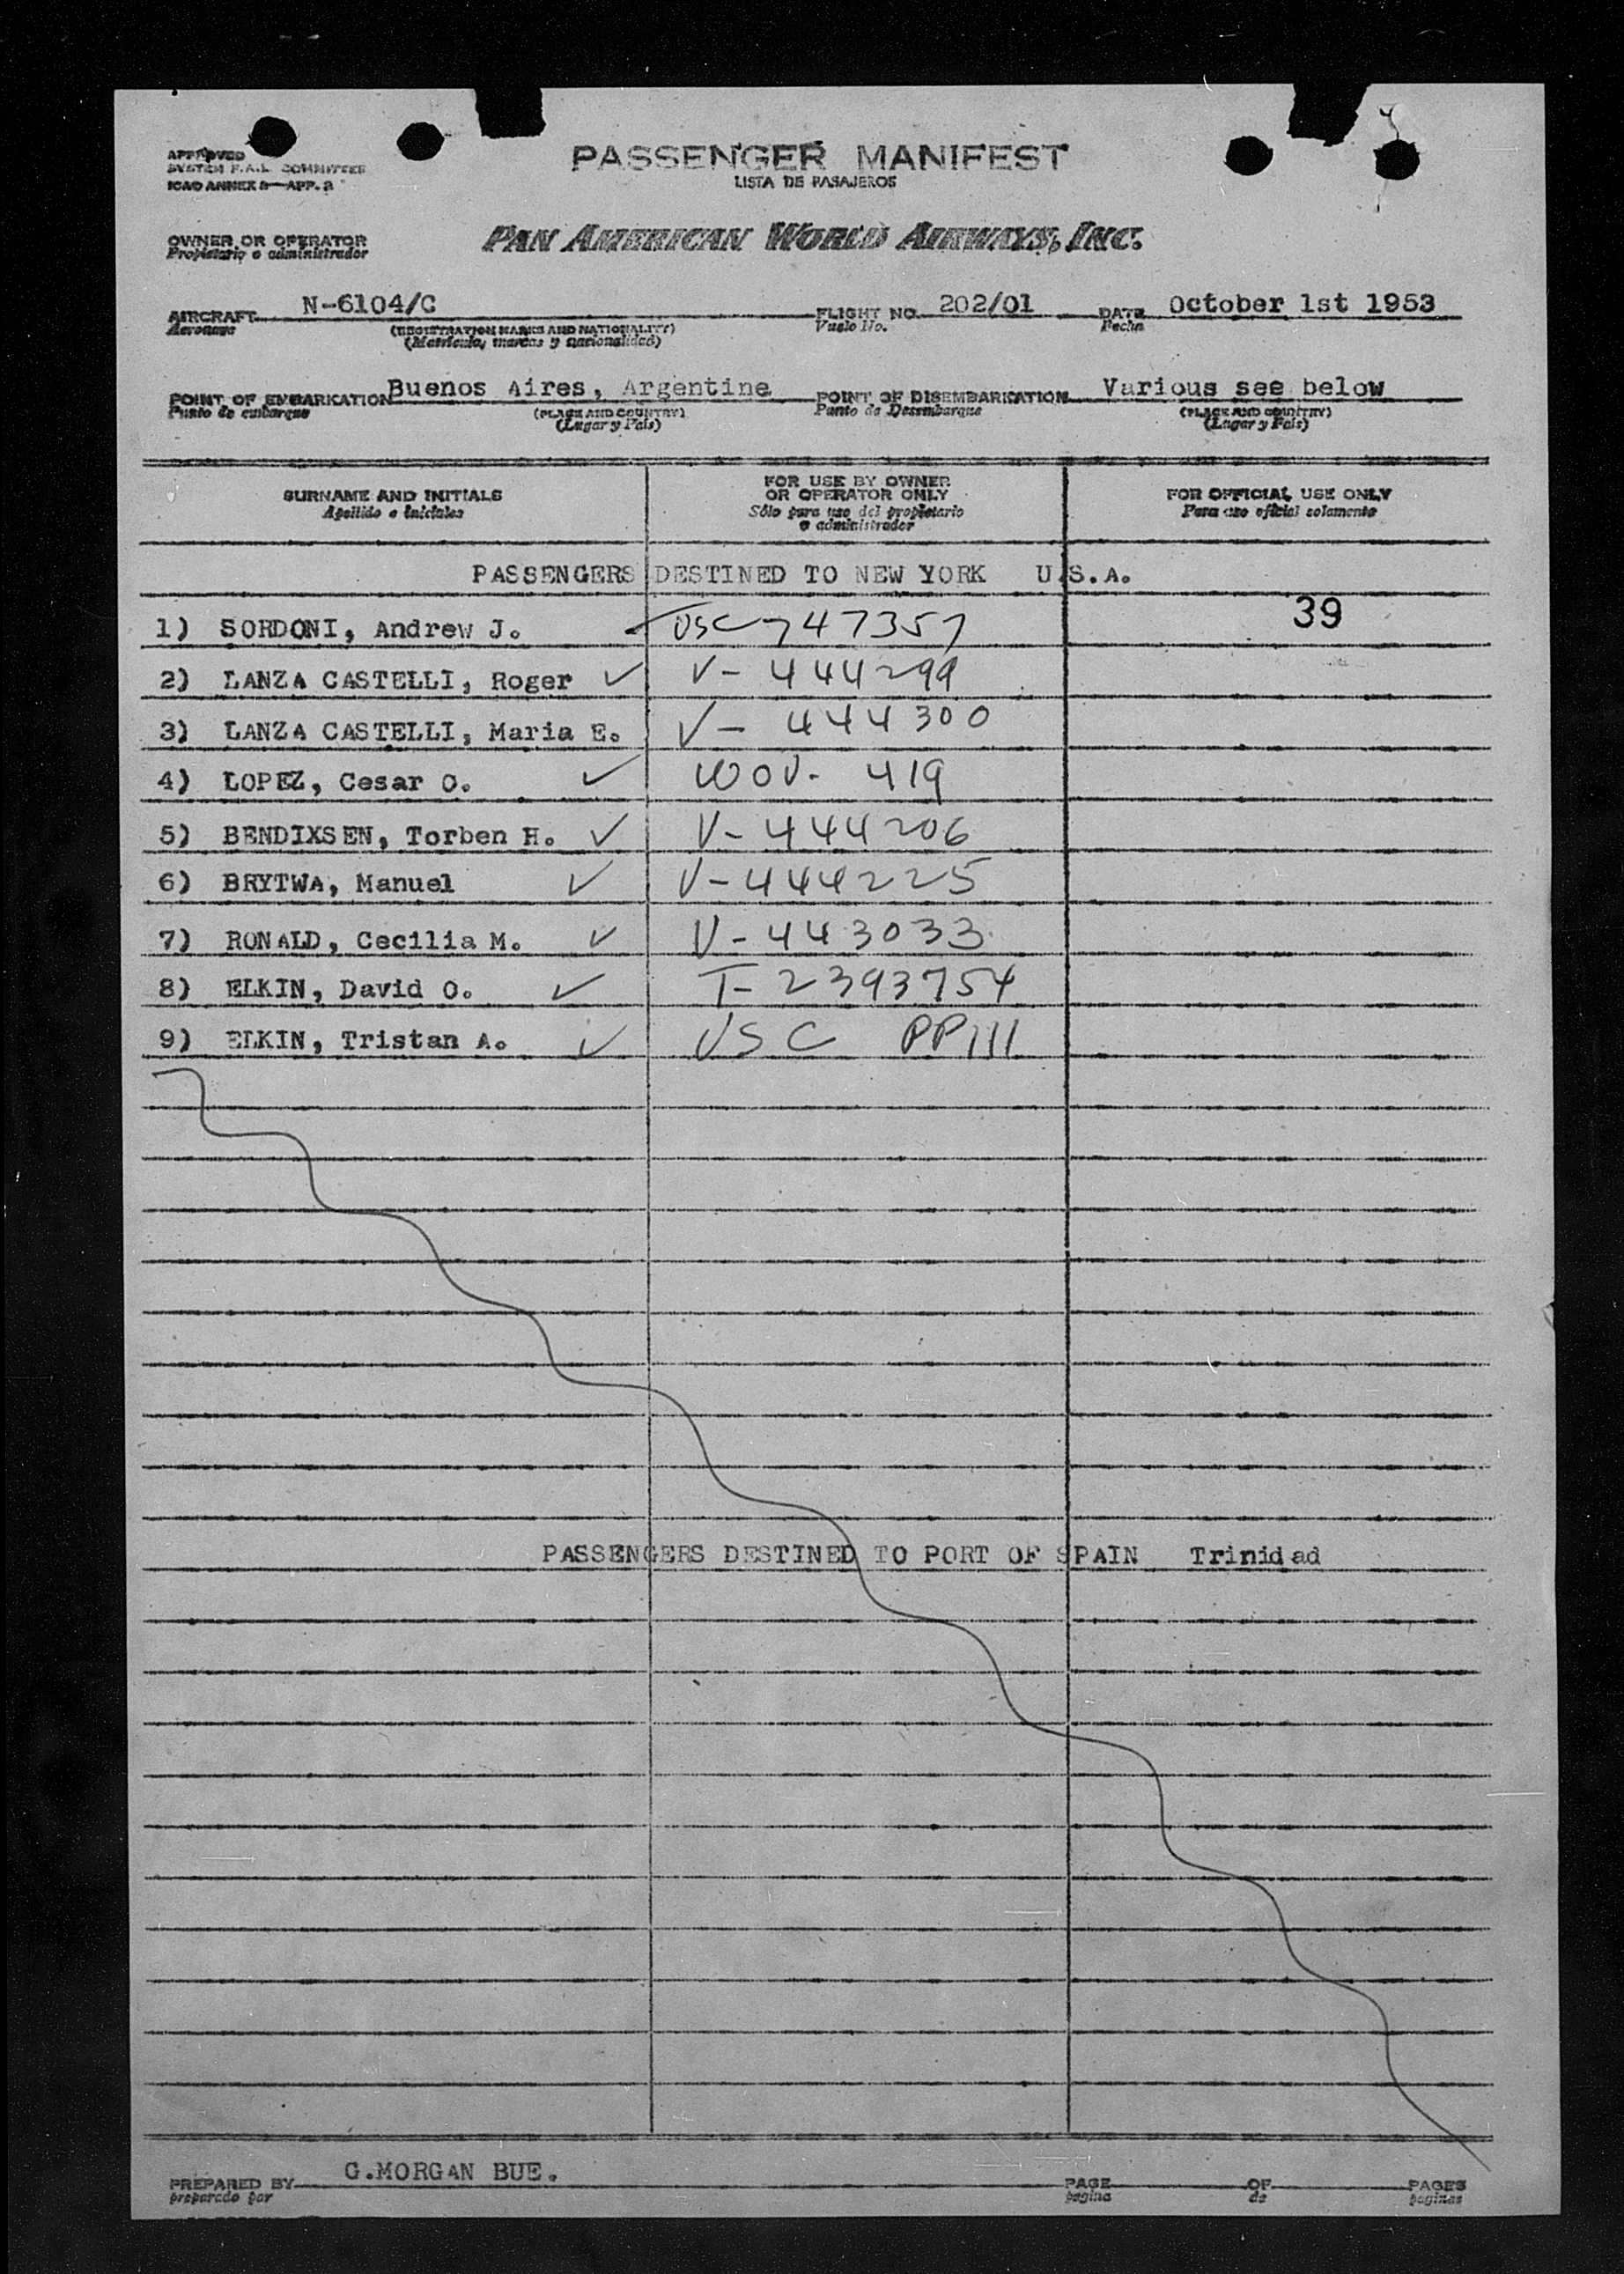 APPROVED
SYSTEM F.A.L. COMMITTEE
ICAO ANNEX 9—APP. 3
PASSENGER MANIFEST
LISTA DE PASAJEROS
OWNER OR OPERATOR
Propietario o administrador
PAN AMERICAN WORLD AIRWAYS, INC.
AIRCRAFT N-6104/C FLIGHT NO. 202/01 DATE October 1st 1953
Aeronave (REGISTRATION MARKS AND NATIONALITY) Vuelo No. Fecha
(Matrícula, marcas y nacionalidad)
POINT OF EMBARKATION Buenos Aires, Argentine POINT OF DISEMBARKATION Various see below
Punto de embarque (PLACE AND COUNTRY) Punto de Desembarque (PLACE AND COUNTRY)
(Lugar y País) (Lugar y País)
SURNAME AND INITIALS FOR USE BY OWNER OR OPERATOR ONLY FOR OFFICIAL USE ONLY
Apellido e iniciales Sólo para uso del propietario o administrador Para uso oficial solamente
PASSENGERS DESTINED TO NEW YORK U.S.A.
1) SORDONI, Andrew J. USC 747357 39
2) LANZA CASTELLI, Roger ✓ V- 444299
3) LANZA CASTELLI, Maria E. V- 444300
4) LOPEZ, Cesar O. ✓ WOV- 419
5) BENDIXSEN, Torben H. ✓ V-444206
6) BRYTWA, Manuel ✓ V-444225
7) RONALD, Cecilia M. ✓ V-443033
8) ELKIN, David O. ✓ T-2393754
9) ELKIN, Tristan A. ✓ USC PP111
PASSENGERS DESTINED TO PORT OF SPAIN Trinidad
PREPARED BY G.MORGAN BUE. PAGE OF PAGES
preparado por pagina de paginas